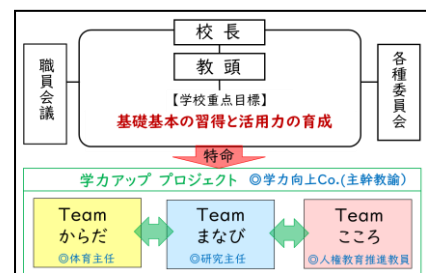 校長
教頭
職員会議
各種委員会
【学校重点目標】
基礎基本の習得と活用力の育成
特命
学力アップ プロジェクト ◎学力向上Co.(主幹教諭)
Team
からだ
◎体育主任
Team
まなび
◎研究主任
Team
こころ
◎人権教育推進教員